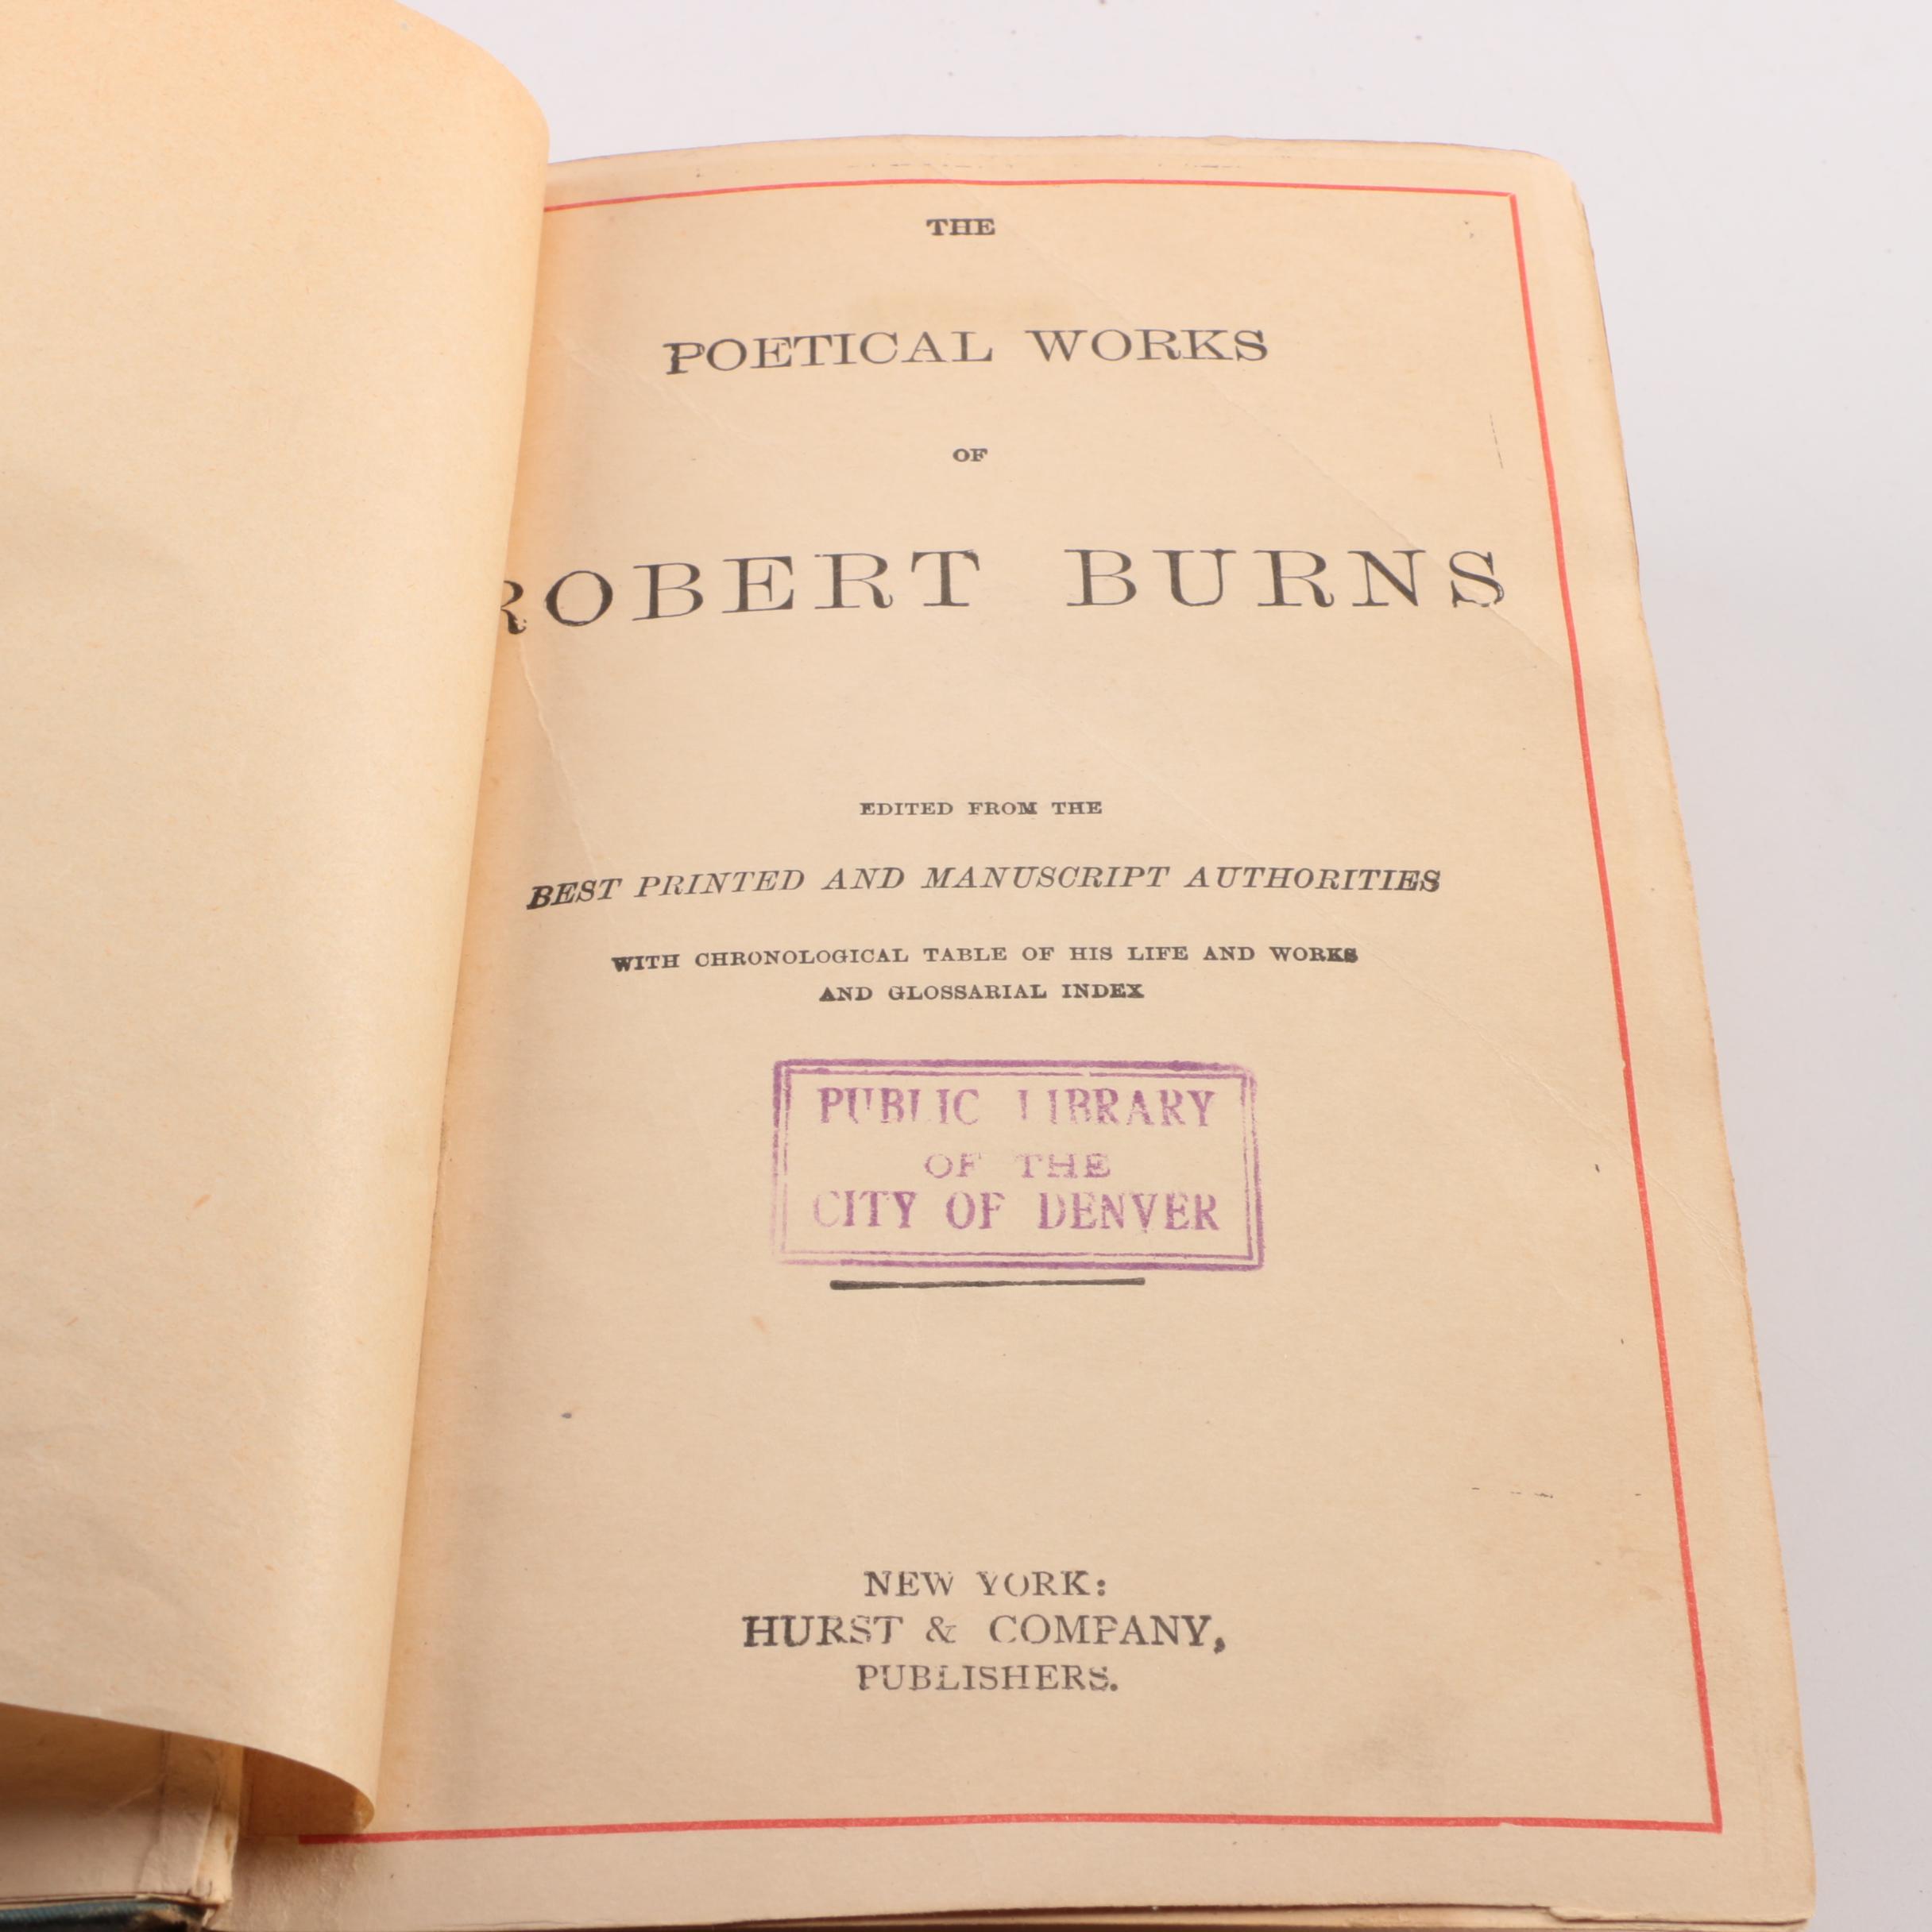 THE
POETICAL WORKS
OF
ROBERT BURNS
EDITED FROM THE
BEST PRINTED AND MANUSCRIPT AUTHORITIES
WITH CHRONOLOGICAL TABLE OF HIS LIFE AND WORKS
AND GLOSSARIAL INDEX
PUBLIC LIBRARY
OF THE
CITY OF DENVER
NEW YORK:
HURST & COMPANY,
PUBLISHERS.